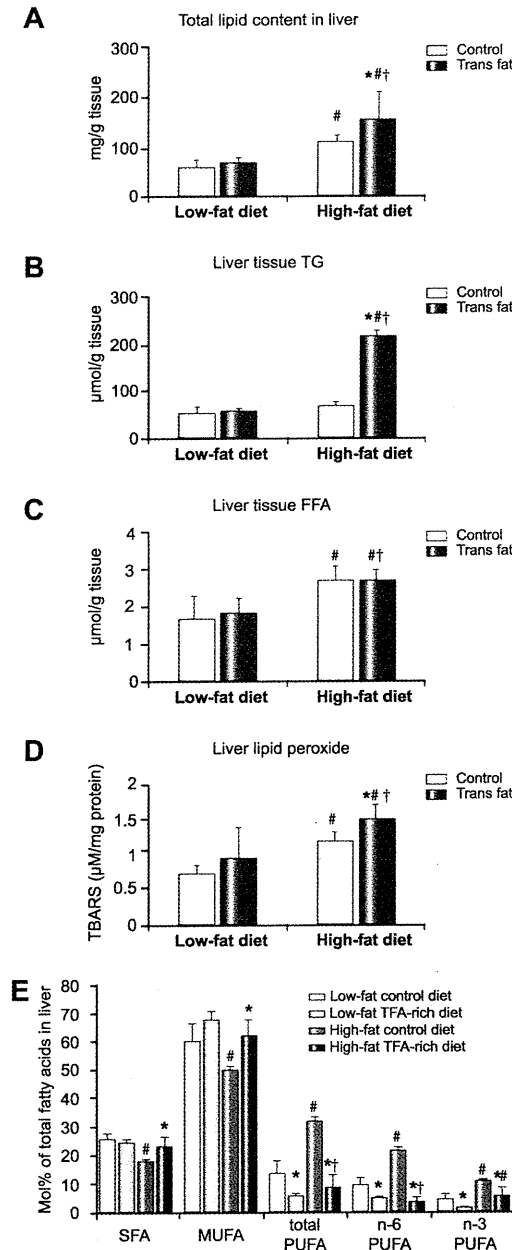 A
Total lipid content in liver
Control
Trans fat
mg/g tissue
300
200
100
0
#
*#†
Low-fat diet
High-fat diet
B
Liver tissue TG
Control
Trans fat
µmol/g tissue
300
200
100
0
*#†
Low-fat diet
High-fat diet
C
Liver tissue FFA
Control
Trans fat
µmol/g tissue
4
3
2
1
0
#
#†
Low-fat diet
High-fat diet
D
Liver lipid peroxide
Control
Trans fat
TBARS (µM/mg protein)
2
1.5
1
0.5
0
#
*# †
Low-fat diet
High-fat diet
E
Mol% of total fatty acids in liver
80
70
60
50
40
30
20
10
0
Low-fat control diet
Low-fat TFA-rich diet
High-fat control diet
High-fat TFA-rich diet
#
*
#
*
*
#
*†
*
#
*†
*
#
*#
SFA
MUFA
total
PUFA
n-6
PUFA
n-3
PUFA